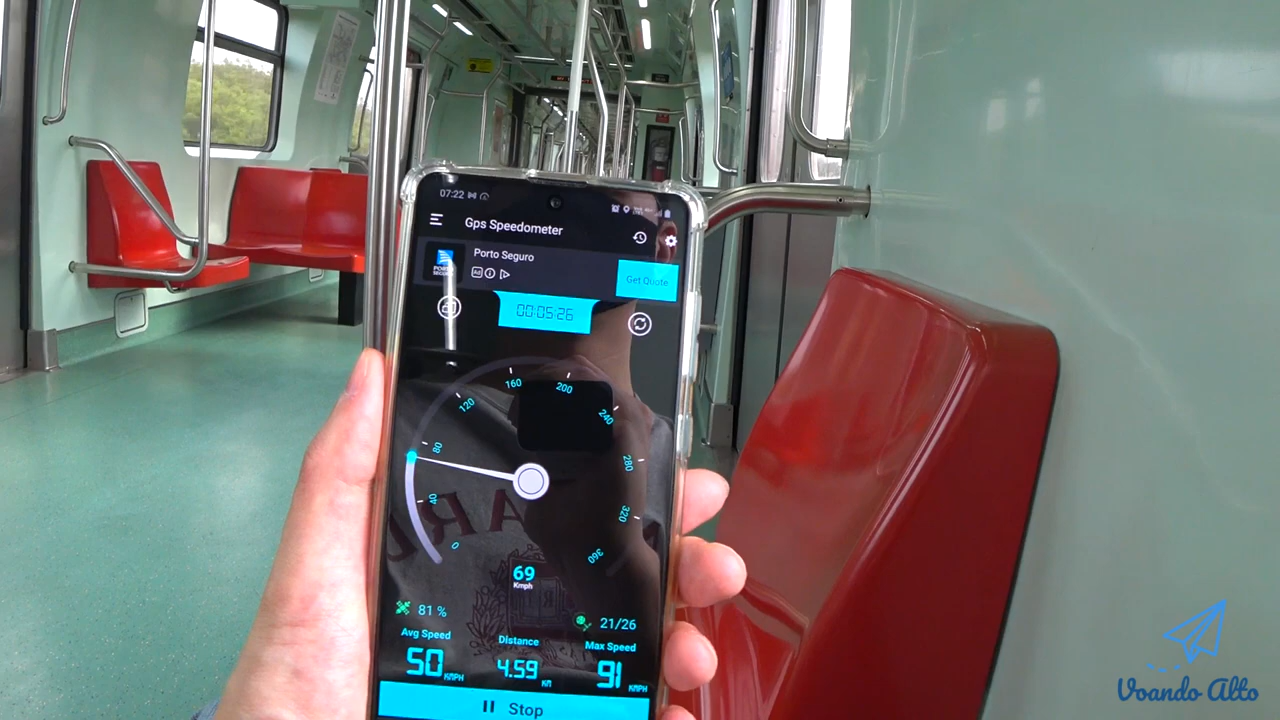 07:22
Gps Speedometer
Porto Seguro
Ad
Get Quote
00:05:26
0
40
80
120
160
200
240
280
320
360
69
Kmph
81 %
21/26
Avg Speed
Distance
Max Speed
50 KMPH
4.59 KM
91 KMPH
Stop
Voando Alto